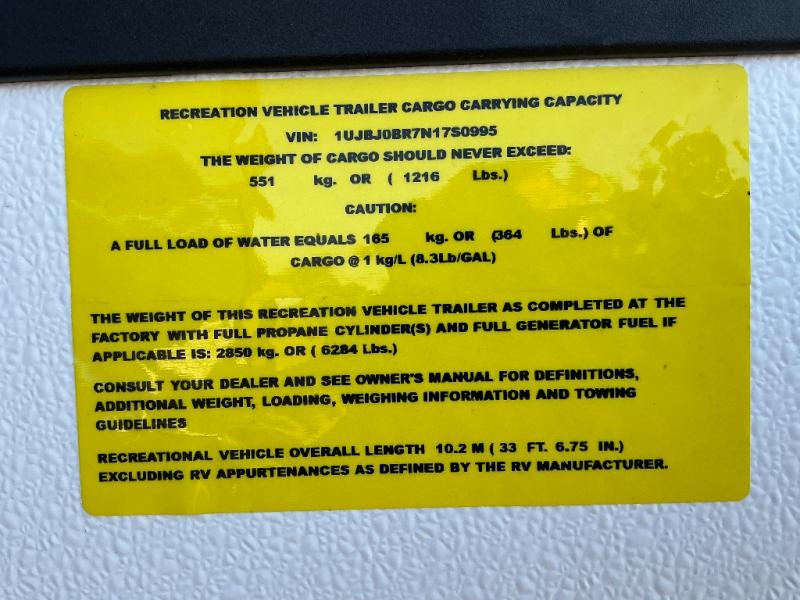 RECREATION VEHICLE TRAILER CARGO CARRYING CAPACITY
VIN: 1UJBJ0BR7N17S0995
THE WEIGHT OF CARGO SHOULD NEVER EXCEED:
551 kg. OR ( 1216 Lbs.)
CAUTION:
A FULL LOAD OF WATER EQUALS 165 kg. OR (364 Lbs.) OF
CARGO @ 1 kg/L (8.3Lb/GAL)
THE WEIGHT OF THIS RECREATION VEHICLE TRAILER AS COMPLETED AT THE
FACTORY WITH FULL PROPANE CYLINDER(S) AND FULL GENERATOR FUEL IF
APPLICABLE IS: 2850 kg. OR ( 6284 Lbs.)
CONSULT YOUR DEALER AND SEE OWNER'S MANUAL FOR DEFINITIONS,
ADDITIONAL WEIGHT, LOADING, WEIGHING INFORMATION AND TOWING
GUIDELINES
RECREATIONAL VEHICLE OVERALL LENGTH 10.2 M ( 33 FT. 6.75 IN.)
EXCLUDING RV APPURTENANCES AS DEFINED BY THE RV MANUFACTURER.